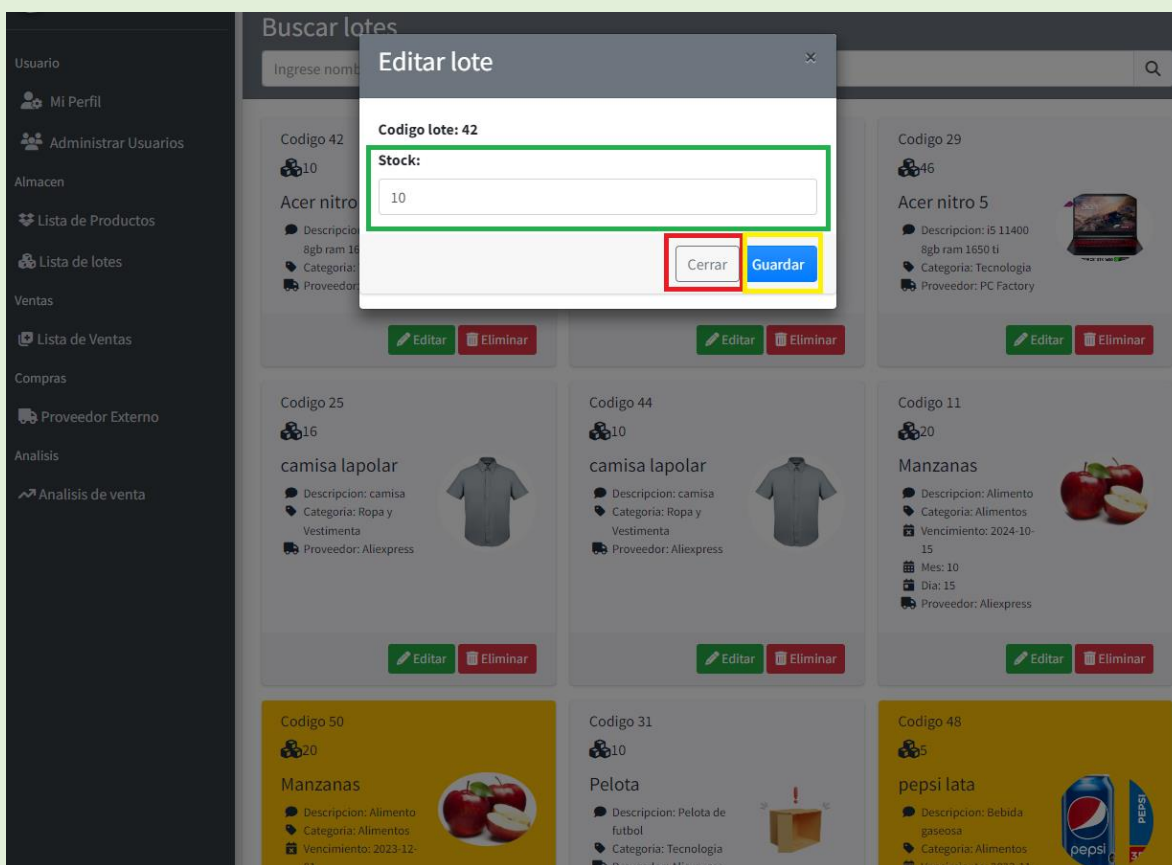 Buscar lotes
Ingrese nomb
Editar lote
×
Codigo lote: 42
Stock:
10
Cerrar
Guardar
Usuario
Mi Perfil
Administrar Usuarios
Almacen
Lista de Productos
Lista de lotes
Ventas
Lista de Ventas
Compras
Proveedor Externo
Analisis
Analisis de venta
Codigo 42
10
Acer nitro
Descripcion
8gb ram 16
Categoria:
Proveedor:
Editar
Eliminar
Editar
Eliminar
Codigo 29
46
Acer nitro 5
Descripcion: i5 11400
8gb ram 1650 ti
Categoria: Tecnologia
Proveedor: PC Factory
Editar
Eliminar
Codigo 25
16
camisa lapolar
Descripcion: camisa
Categoria: Ropa y
Vestimenta
Proveedor: Aliexpress
Editar
Eliminar
Codigo 44
10
camisa lapolar
Descripcion: camisa
Categoria: Ropa y
Vestimenta
Proveedor: Aliexpress
Editar
Eliminar
Codigo 11
20
Manzanas
Descripcion: Alimento
Categoria: Alimentos
Vencimiento: 2024-10-
15
Mes: 10
Dia: 15
Proveedor: Aliexpress
Editar
Eliminar
Codigo 50
20
Manzanas
Descripcion: Alimento
Categoria: Alimentos
Vencimiento: 2023-12-
Codigo 31
10
Pelota
Descripcion: Pelota de
futbol
Categoria: Tecnologia
Codigo 48
5
pepsi lata
Descripcion: Bebida
gaseosa
Categoria: Alimentos
pepsi
PEPSI